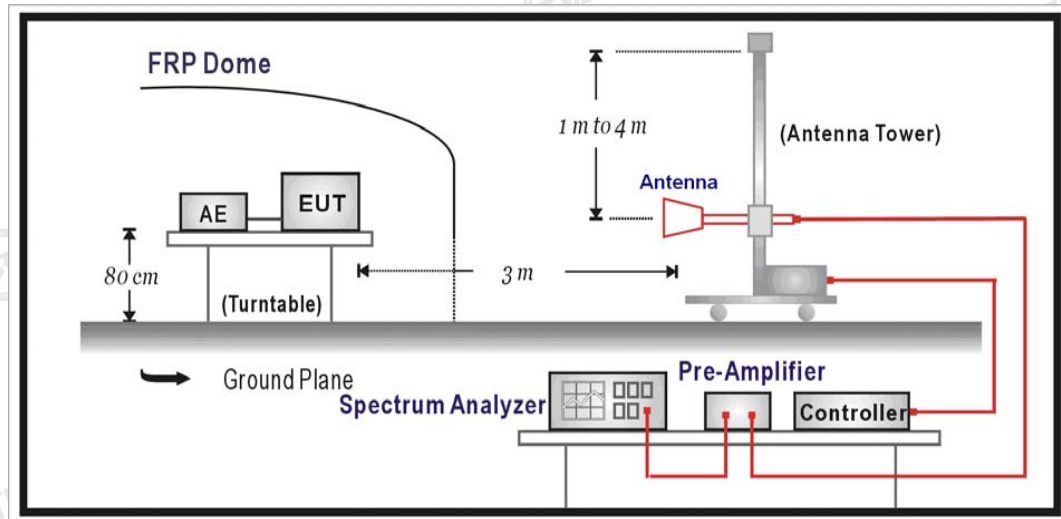 FRP Dome
1 m to 4 m
(Antenna Tower)
Antenna
AE
EUT
80 cm
3 m
(Turntable)
Ground Plane
Pre-Amplifier
Spectrum Analyzer
Controller